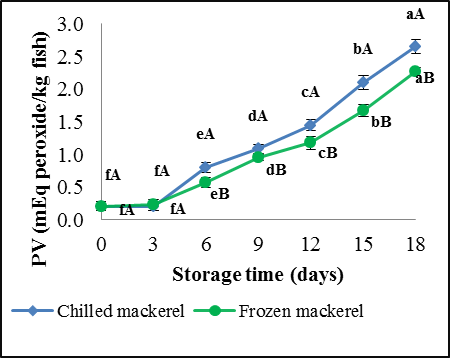 aA
3.0
bA
2.5
cA
aB
2.0
dA
eA
bB
1.5
fA
fA
cB
1.0
dB
0.5
eB
fA
fA
0.0
0
3
6
9
12
15
18
PV (mEq peroxide/kg fish)
Storage time (days)
Chilled mackerel
Frozen mackerel